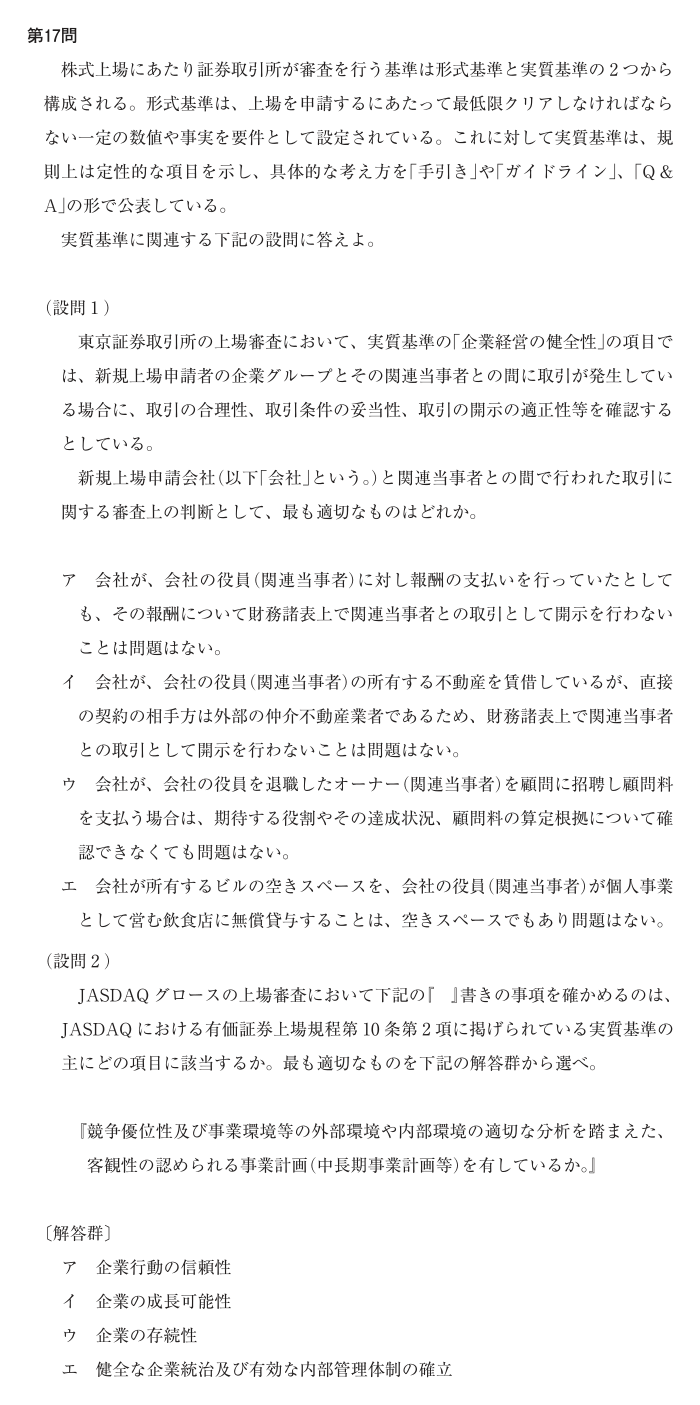 第17問
株式上場にあたり証券取引所が審査を行う基準は形式基準と実質基準の2つから
構成される。形式基準は、上場を申請するにあたって最低限クリアしなければなら
ない一定の数値や事実を要件として設定されている。これに対して実質基準は、規
則上は定性的な項目を示し、具体的な考え方を「手引き」や「ガイドライン」、「Q &
A」の形で公表している。
実質基準に関連する下記の設問に答えよ。
(設問1)
東京証券取引所の上場審査において、実質基準の「企業経営の健全性」の項目で
は、新規上場申請者の企業グループとその関連当事者との間に取引が発生してい
る場合に、取引の合理性、取引条件の妥当性、取引の開示の適正性等を確認する
としている。
新規上場申請会社(以下「会社」という。)と関連当事者との間で行われた取引に
関する審査上の判断として、最も適切なものはどれか。
ア 会社が、会社の役員(関連当事者)に対し報酬の支払いを行っていたとして
も、その報酬について財務諸表上で関連当事者との取引として開示を行わない
ことは問題はない。
イ 会社が、会社の役員(関連当事者)の所有する不動産を賃借しているが、直接
の契約の相手方は外部の仲介不動産業者であるため、財務諸表上で関連当事者
との取引として開示を行わないことは問題はない。
ウ 会社が、会社の役員を退職したオーナー(関連当事者)を顧問に招聘し顧問料
を支払う場合は、期待する役割やその達成状況、顧問料の算定根拠について確
認できなくても問題はない。
エ 会社が所有するビルの空きスペースを、会社の役員(関連当事者)が個人事業
として営む飲食店に無償貸与することは、空きスペースでもあり問題はない。
(設問2)
JASDAQ グロースの上場審査において下記の『 』書きの事項を確かめるのは、
JASDAQ における有価証券上場規程第 10 条第 2 項に掲げられている実質基準の
主にどの項目に該当するか。最も適切なものを下記の解答群から選べ。
『競争優位性及び事業環境等の外部環境や内部環境の適切な分析を踏まえた、
客観性の認められる事業計画(中長期事業計画等)を有しているか。』
〔解答群〕
ア 企業行動の信頼性
イ 企業の成長可能性
ウ 企業の存続性
エ 健全な企業統治及び有効な内部管理体制の確立